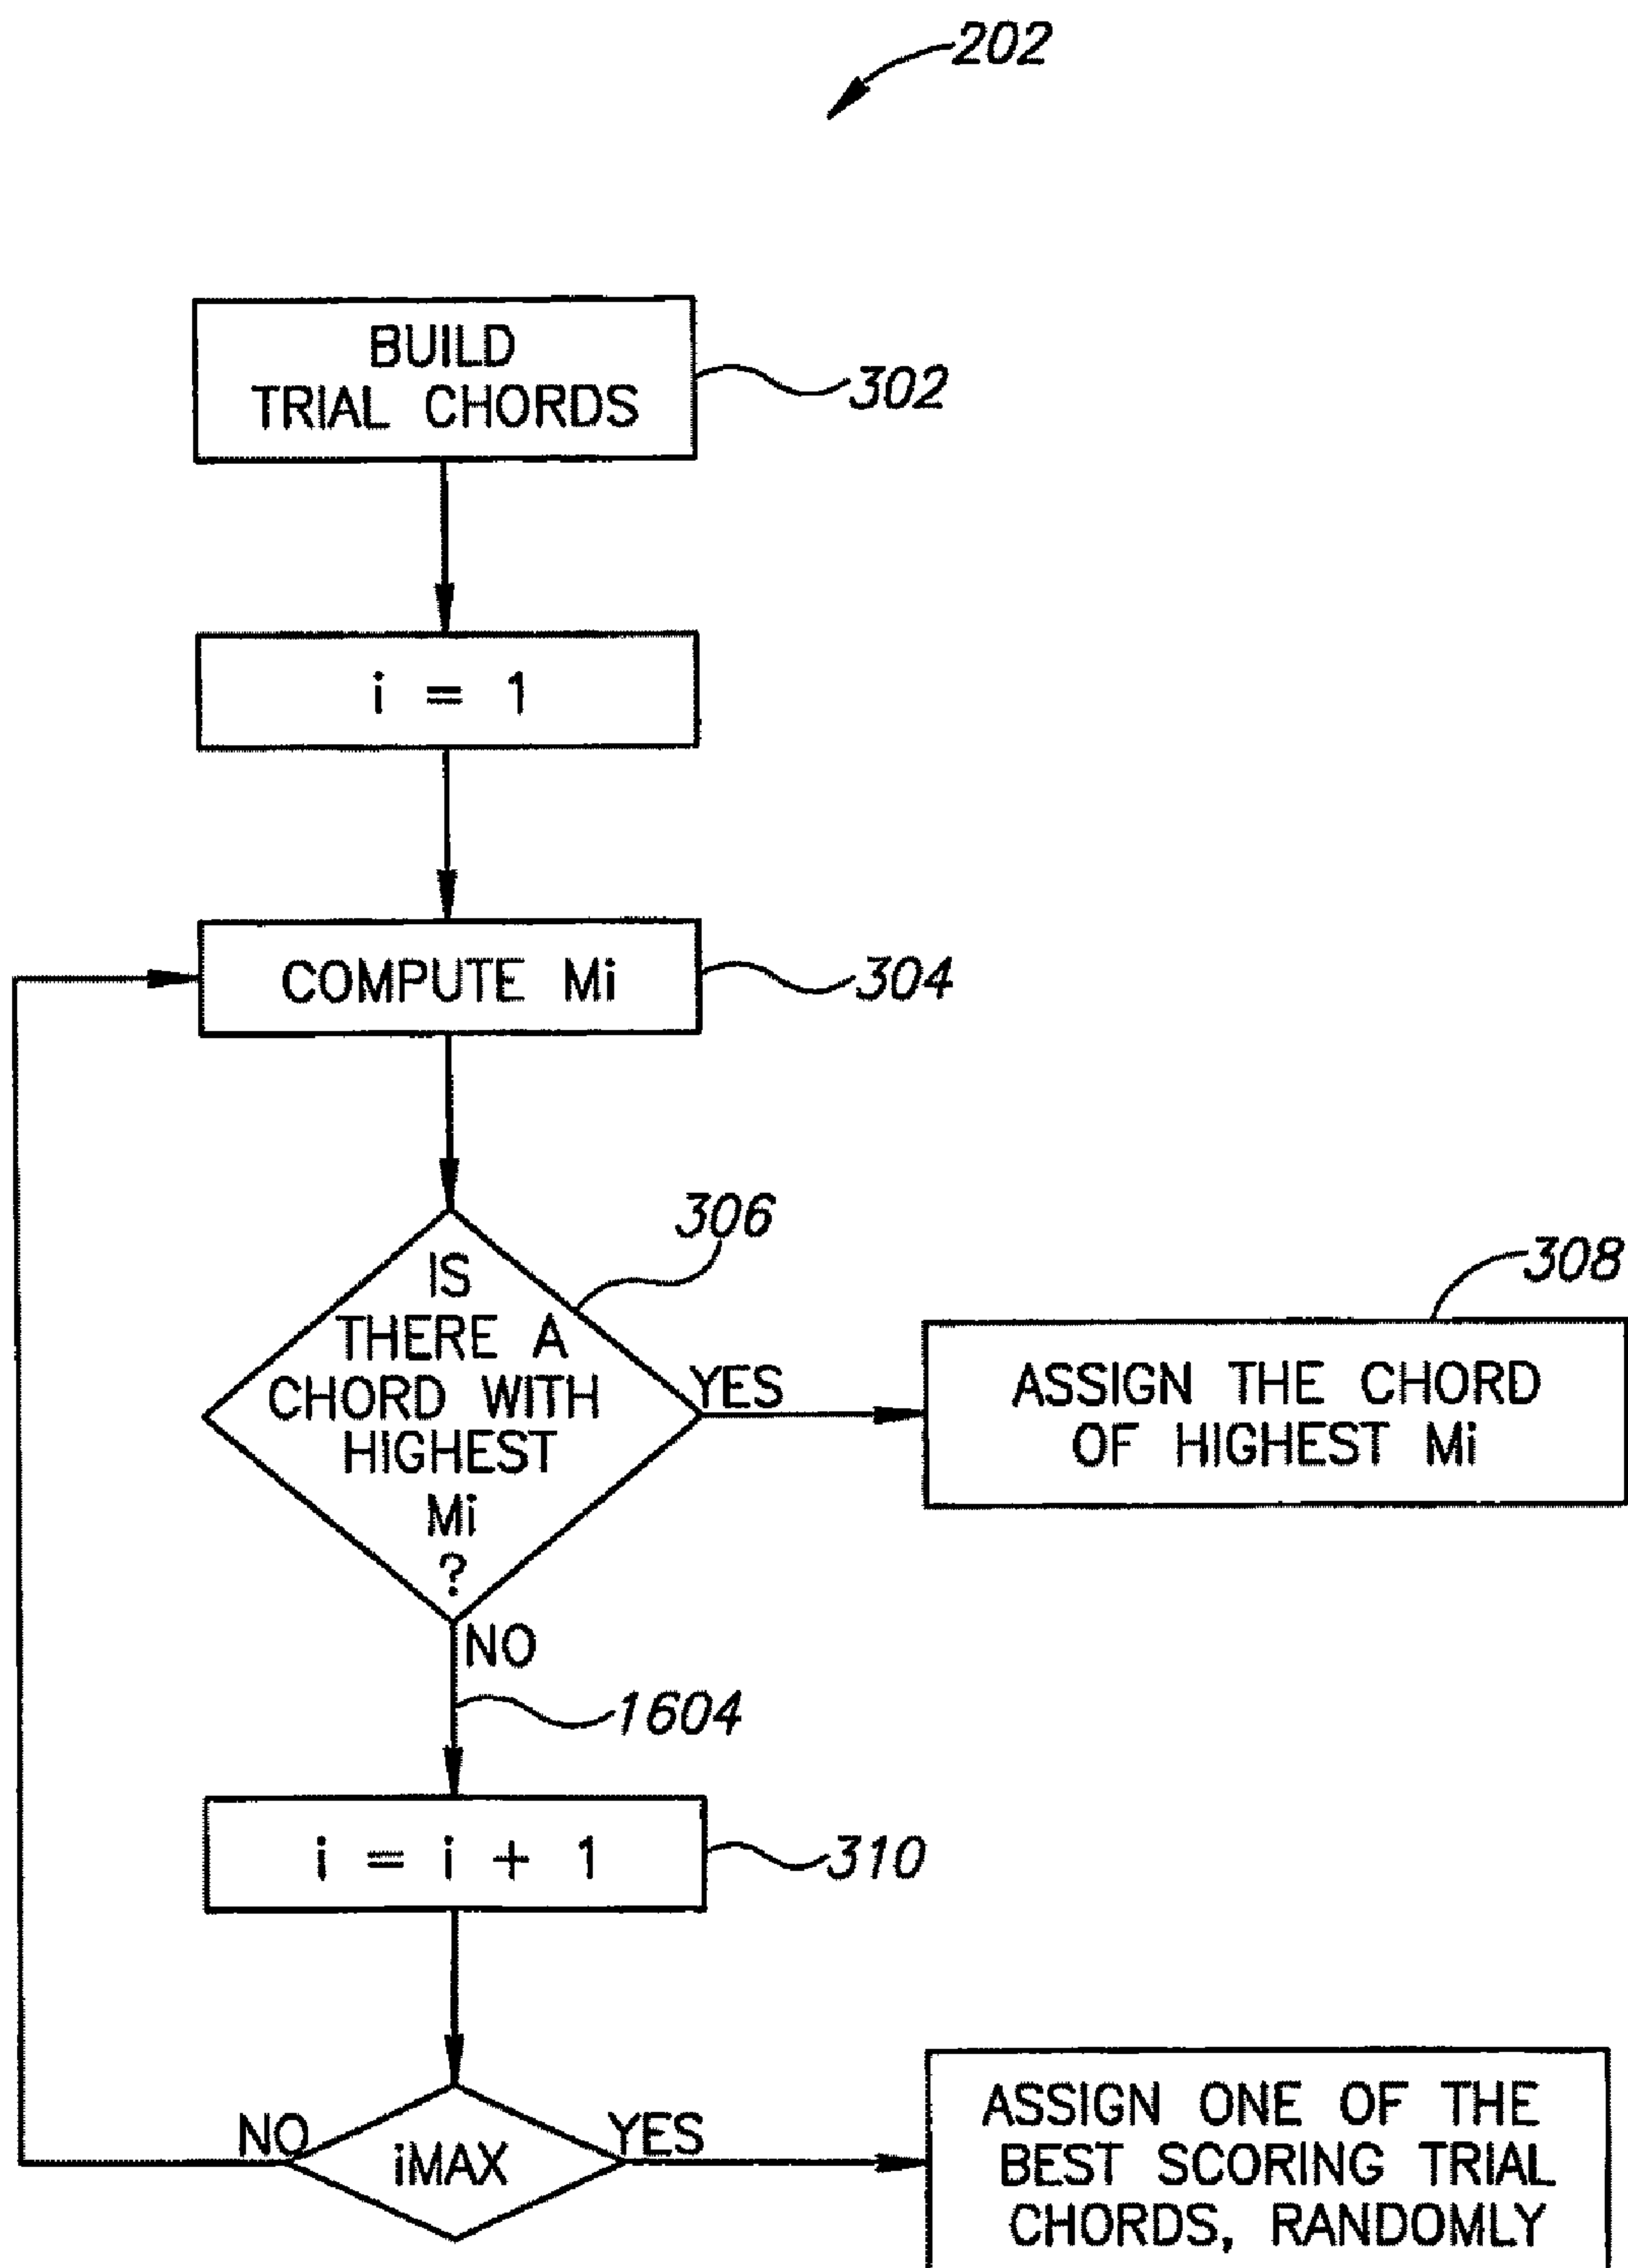 202
BUILD
TRIAL CHORDS
302
i = 1
COMPUTE Mi
304
306
IS
THERE A
CHORD WITH
HIGHEST
Mi
?
YES
308
ASSIGN THE CHORD
OF HIGHEST Mi
NO
1604
i = i + 1
310
NO
iMAX
YES
ASSIGN ONE OF THE
BEST SCORING TRIAL
CHORDS, RANDOMLY